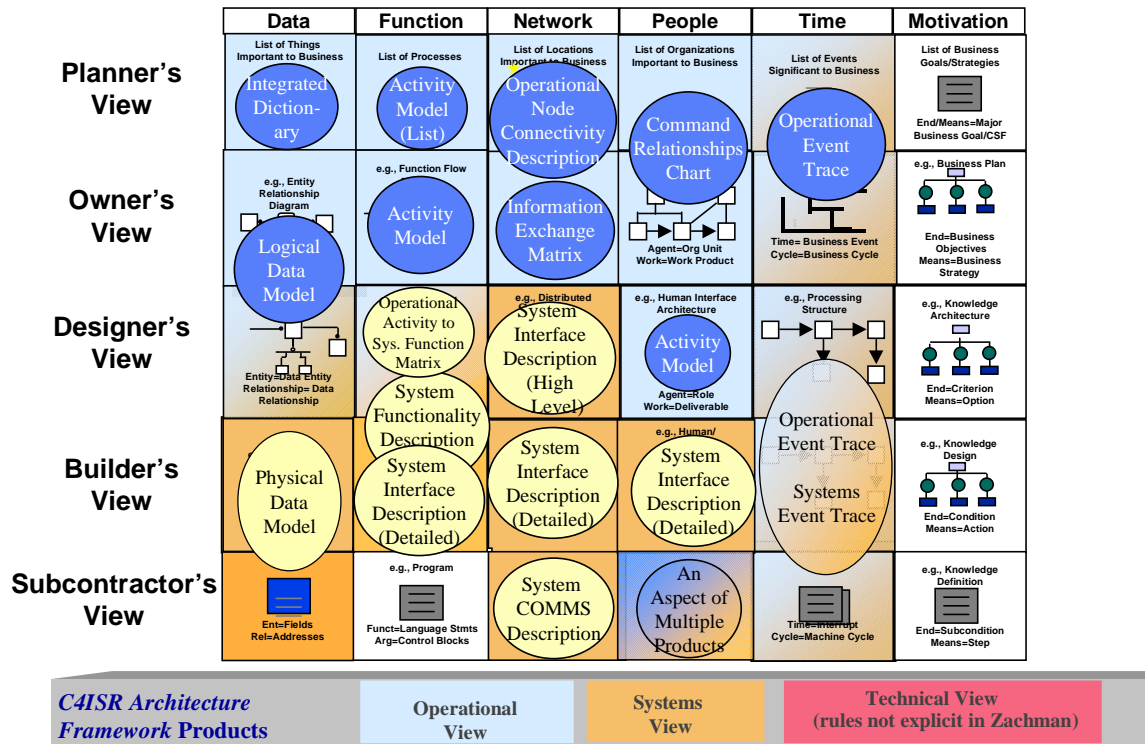 Data Function Network People Time Motivation
Planner's
View
List of Things
Important to Business
Integrated
Diction-
ary
List of Processes
Activity
Model
(List)
List of Locations
Important to Business
Operational
Node
Connectivity
Description
List of Organizations
Important to Business
Command
Relationships
Chart
List of Events
Significant to Business
Operational
Event
Trace
List of Business
Goals/Strategies
End/Means=Major
Business Goal/CSF
Owner's
View
e.g., Entity
Relationship
Diagram
Logical
Data
Model
e.g., Function Flow
Activity
Model
Information
Exchange
Matrix
Agent=Org Unit
Work=Work Product
Time= Business Event
Cycle=Business Cycle
e.g., Business Plan
End=Business
Objectives
Means=Business
Strategy
Designer's
View
Entity=Data Entity
Relationship= Data
Relationship
Operational
Activity to
Sys. Function
Matrix
System
Functionality
Description
e.g., Distributed
System
Interface
Description
(High
Level)
e.g., Human Interface
Architecture
Activity
Model
Agent=Role
Work=Deliverable
e.g., Processing
Structure
Operational
Event Trace
Systems
Event Trace
e.g., Knowledge
Architecture
End=Criterion
Means=Option
Builder's
View
Physical
Data
Model
System
Interface
Description
(Detailed)
System
Interface
Description
(Detailed)
e.g., Human/
System
Interface
Description
(Detailed)
e.g., Knowledge
Design
End=Condition
Means=Action
Subcontractor's
View
Ent=Fields
Rel=Addresses
e.g., Program
Funct=Language Stmts
Arg=Control Blocks
System
COMMS
Description
An
Aspect of
Multiple
Products
Time=Interrupt
Cycle=Machine Cycle
e.g., Knowledge
Definition
End=Subcondition
Means=Step
C4ISR Architecture
Framework Products
Operational
View
Systems
View
Technical View
(rules not explicit in Zachman)